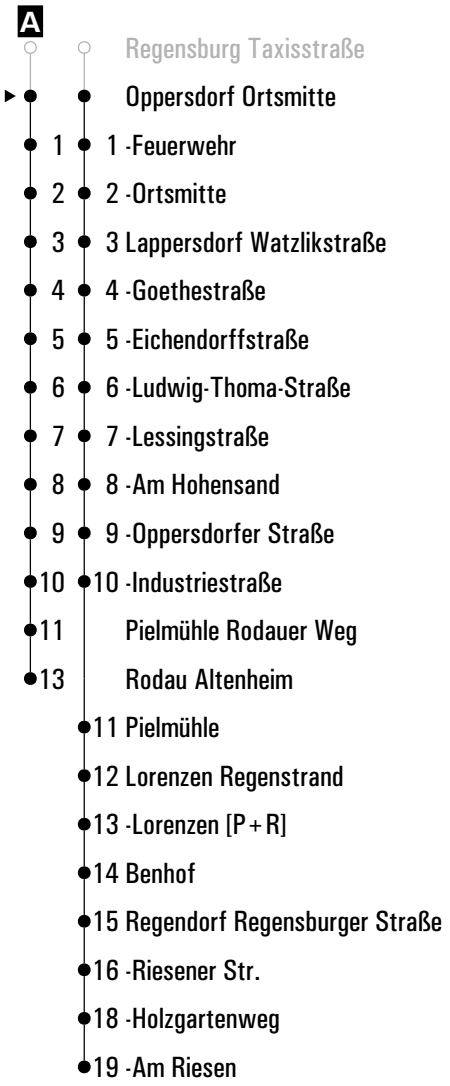 A
Regensburg Taxisstraße
Oppersdorf Ortsmitte
1 1 -Feuerwehr
2 2 -Ortsmitte
3 3 Lappersdorf Watzlikstraße
4 4 -Goethestraße
5 5 -Eichendorffstraße
6 6 -Ludwig-Thoma-Straße
7 7 -Lessingstraße
8 8 -Am Hohensand
9 9 -Oppersdorfer Straße
10 10 -Industriestraße
11 Pielmühle Rodauer Weg
13 Rodau Altenheim
11 Pielmühle
12 Lorenzen Regenstrand
13 -Lorenzen [P+R]
14 Benhof
15 Regendorf Regensburger Straße
16 -Riesener Str.
18 -Holzgartenweg
19 -Am Riesen